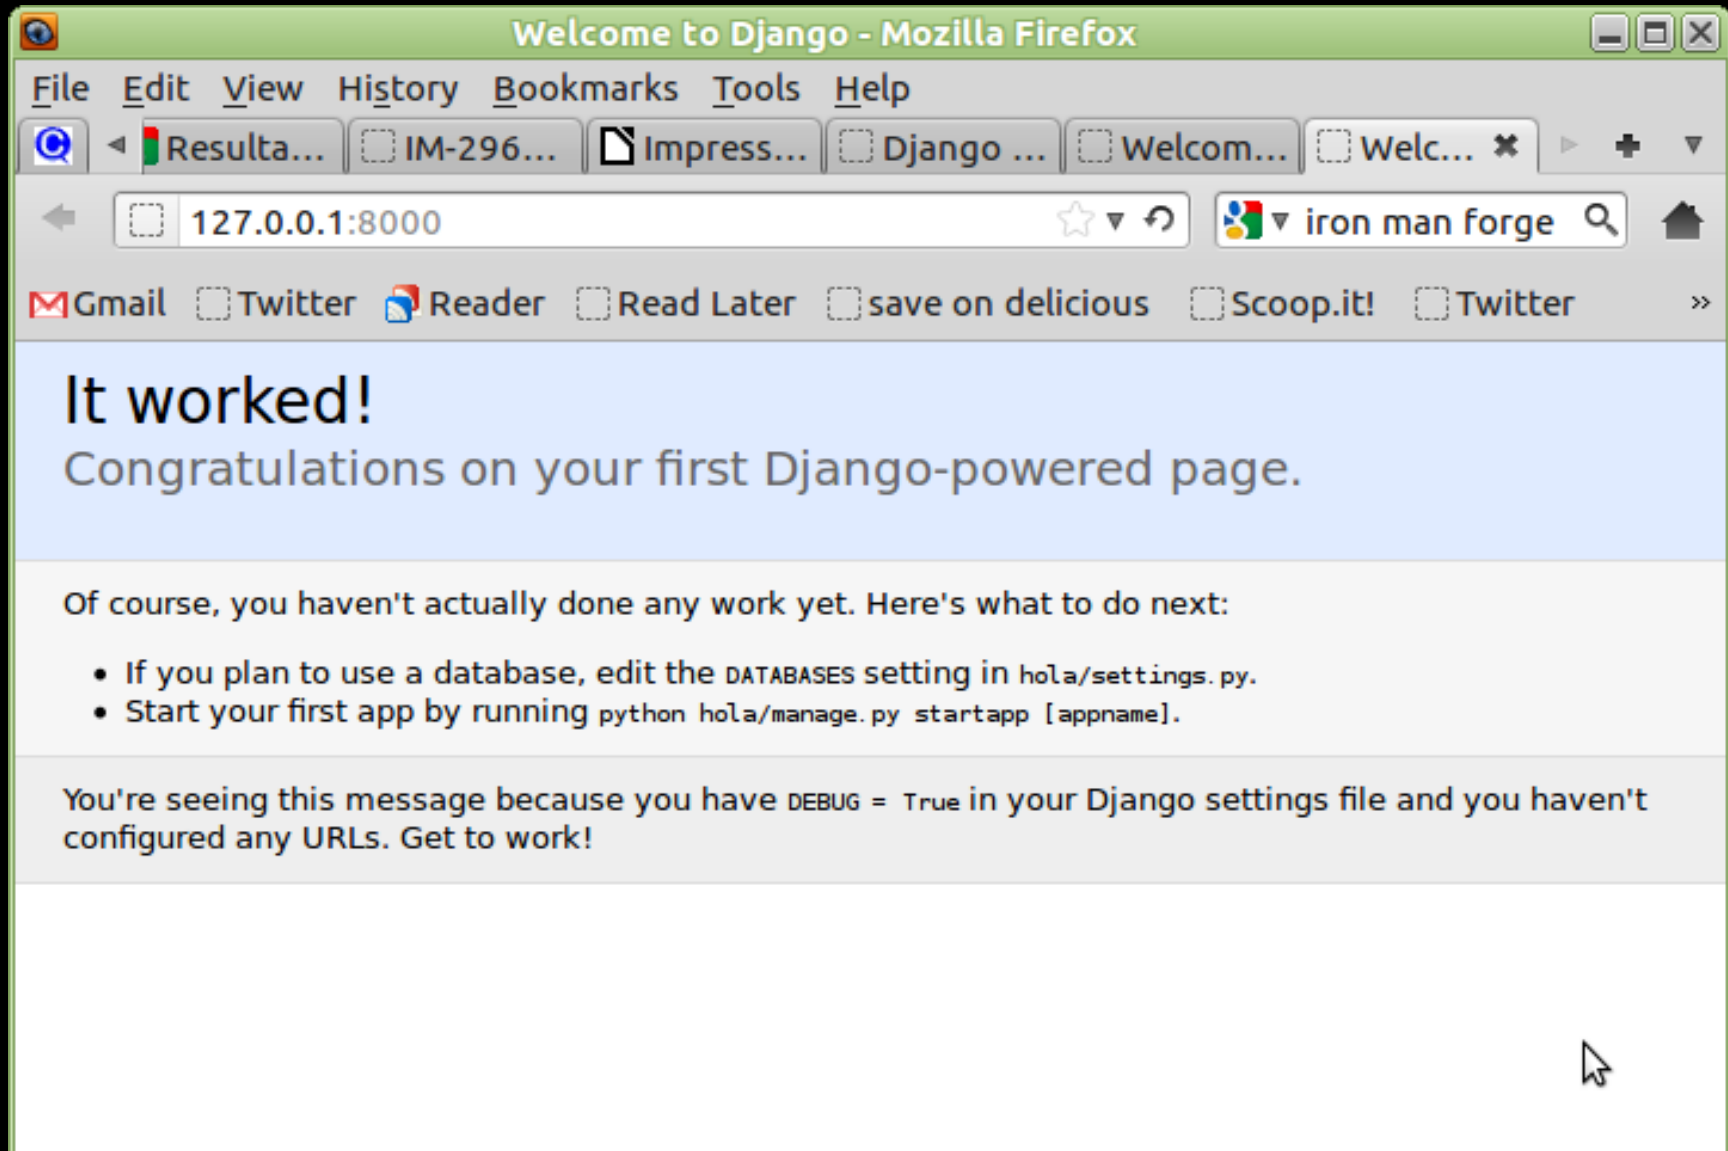 Welcome to Django - Mozilla Firefox
File Edit View History Bookmarks Tools Help
Resulta... IM-296... Impress... Django ... Welcom... Welc...
127.0.0.1:8000 iron man forge
Gmail Twitter Reader Read Later save on delicious Scoop.it! Twitter »
It worked!
Congratulations on your first Django-powered page.
Of course, you haven't actually done any work yet. Here's what to do next:
• If you plan to use a database, edit the DATABASES setting in hola/settings.py.
• Start your first app by running python hola/manage.py startapp [appname].
You're seeing this message because you have DEBUG = True in your Django settings file and you haven't
configured any URLs. Get to work!